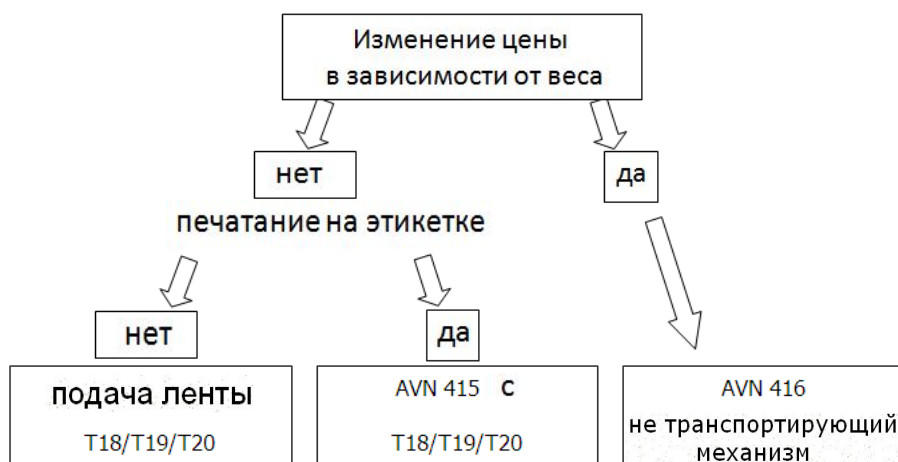 Изменение цены
в зависимости от веса
нет
да
печатание на этикетке
нет
да
подача ленты
T18/T19/T20
AVN 415 с
T18/T19/T20
AVN 416
не транспортирующий
механизм